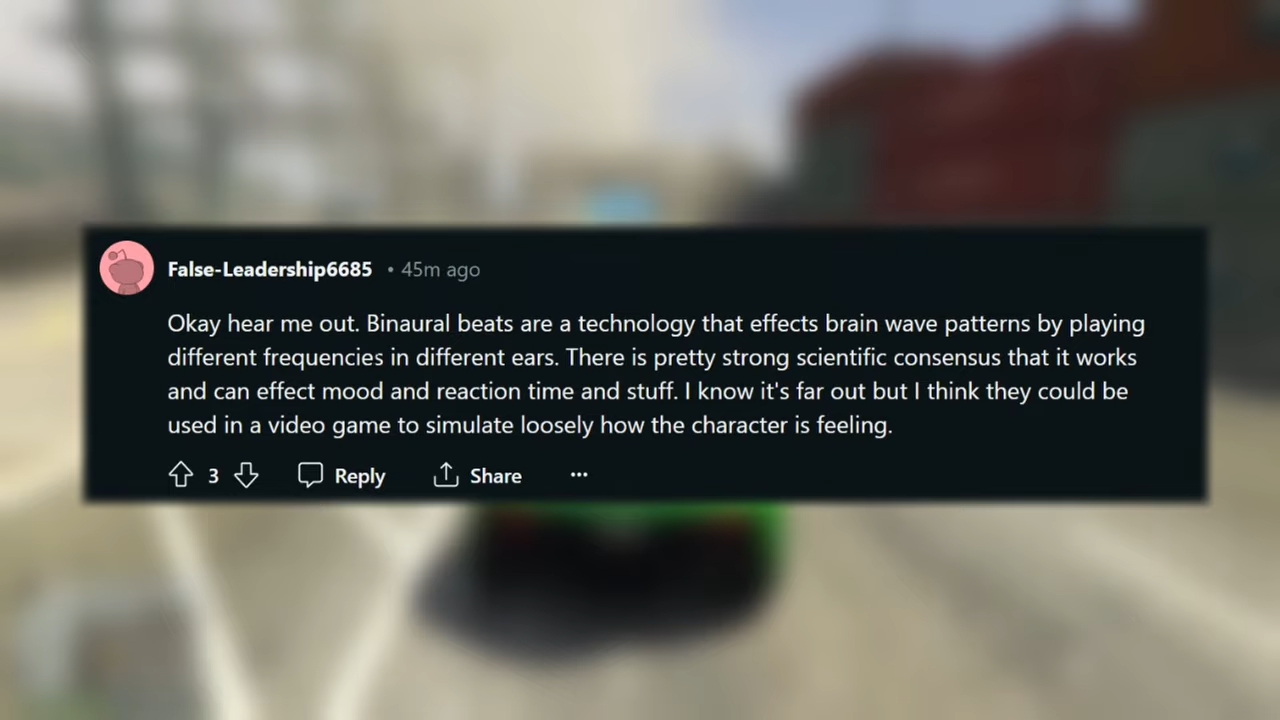 False-Leadership6685 • 45m ago
Okay hear me out. Binaural beats are a technology that effects brain wave patterns by playing
different frequencies in different ears. There is pretty strong scientific consensus that it works
and can effect mood and reaction time and stuff. I know it's far out but I think they could be
used in a video game to simulate loosely how the character is feeling.
3 Reply Share ...